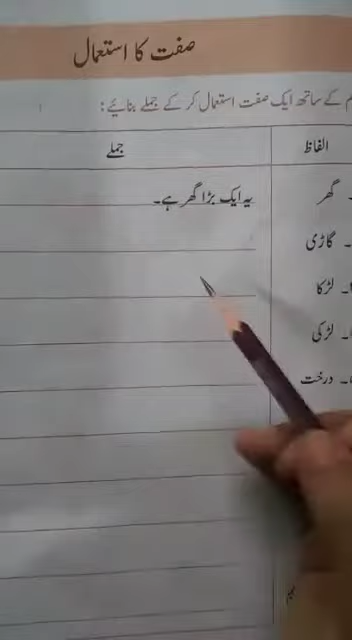 صفت کا استعمال
کے ساتھ ایک صفت استعمال کر کے جملے بنائیے:
الفاظ جملے
گھر یہ ایک بڑا گھر ہے۔
۔ گاڑی
۔ لڑکا
۔ لڑکی
۔ درخت